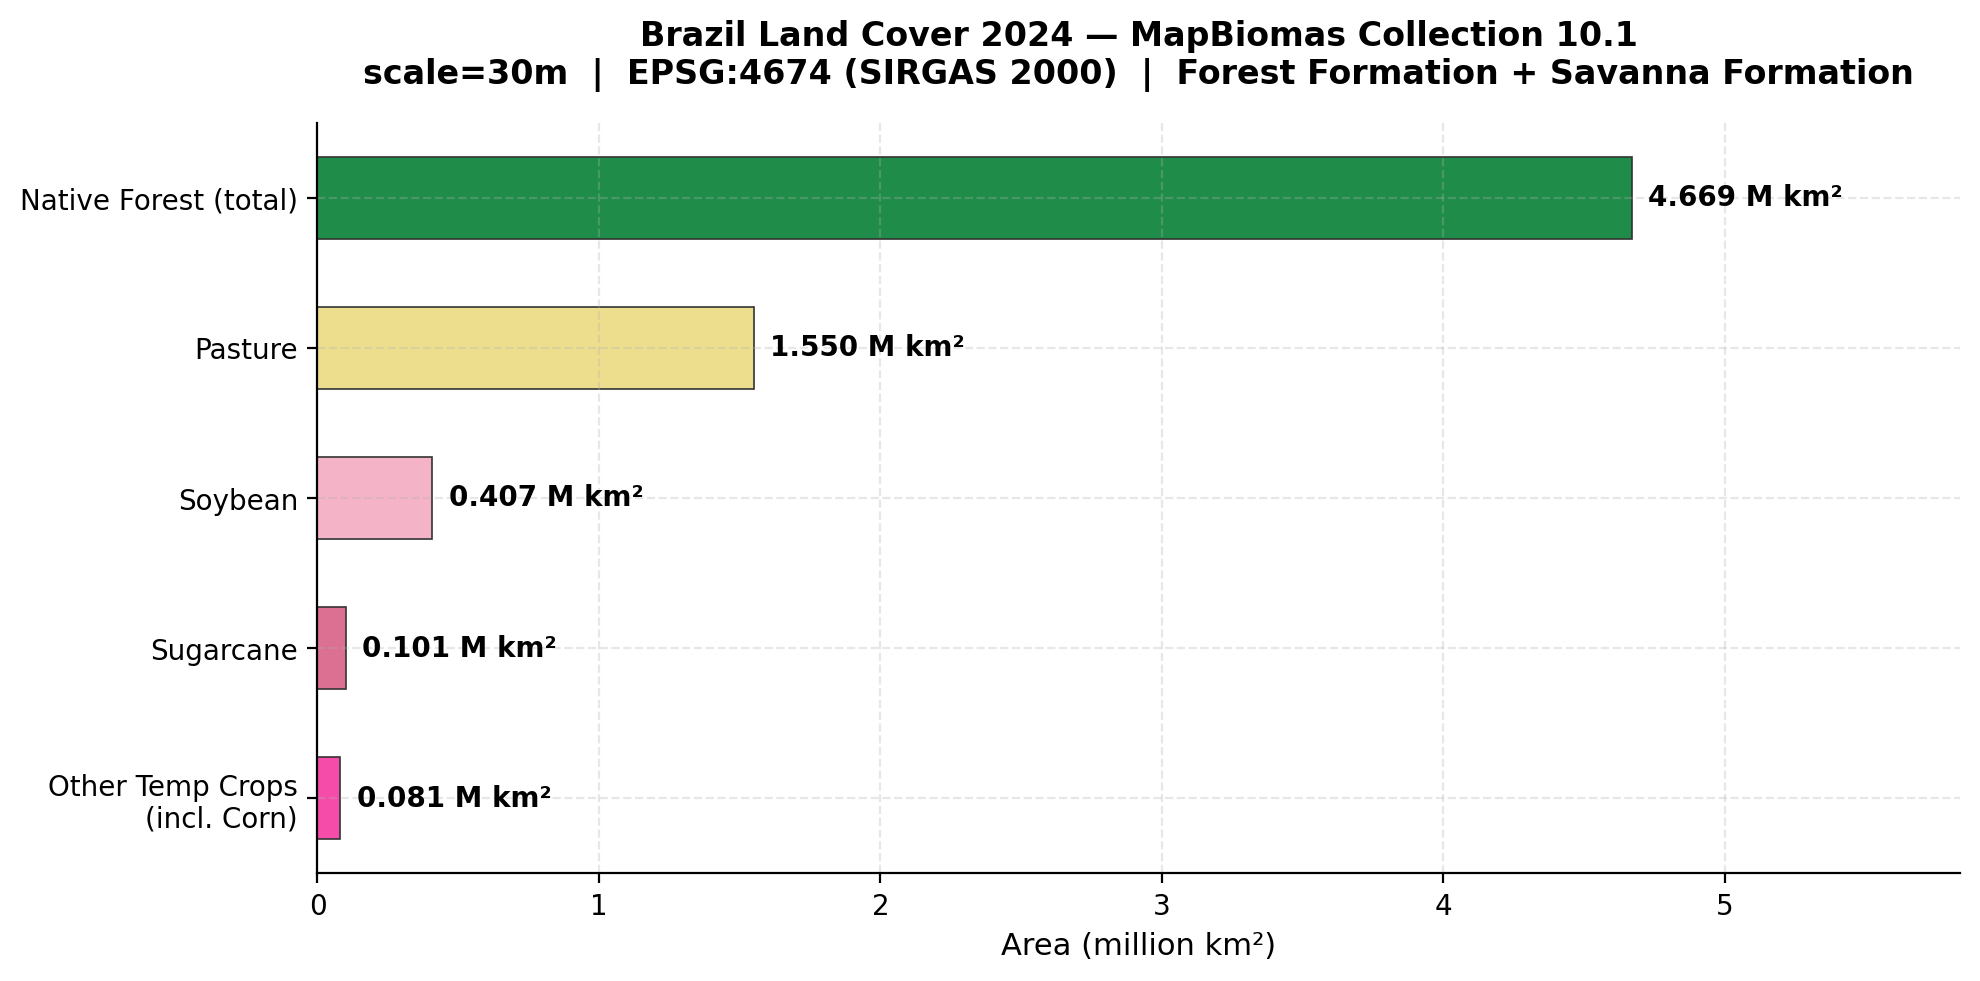 Brazil Land Cover 2024 — MapBiomas Collection 10.1
scale=30m | EPSG:4674 (SIRGAS 2000) | Forest Formation + Savanna Formation
Native Forest (total)
4.669 M km²
Pasture
1.550 M km²
Soybean
0.407 M km²
Sugarcane
0.101 M km²
Other Temp Crops
(incl. Corn)
0.081 M km²
0 1 2 3 4 5
Area (million km²)